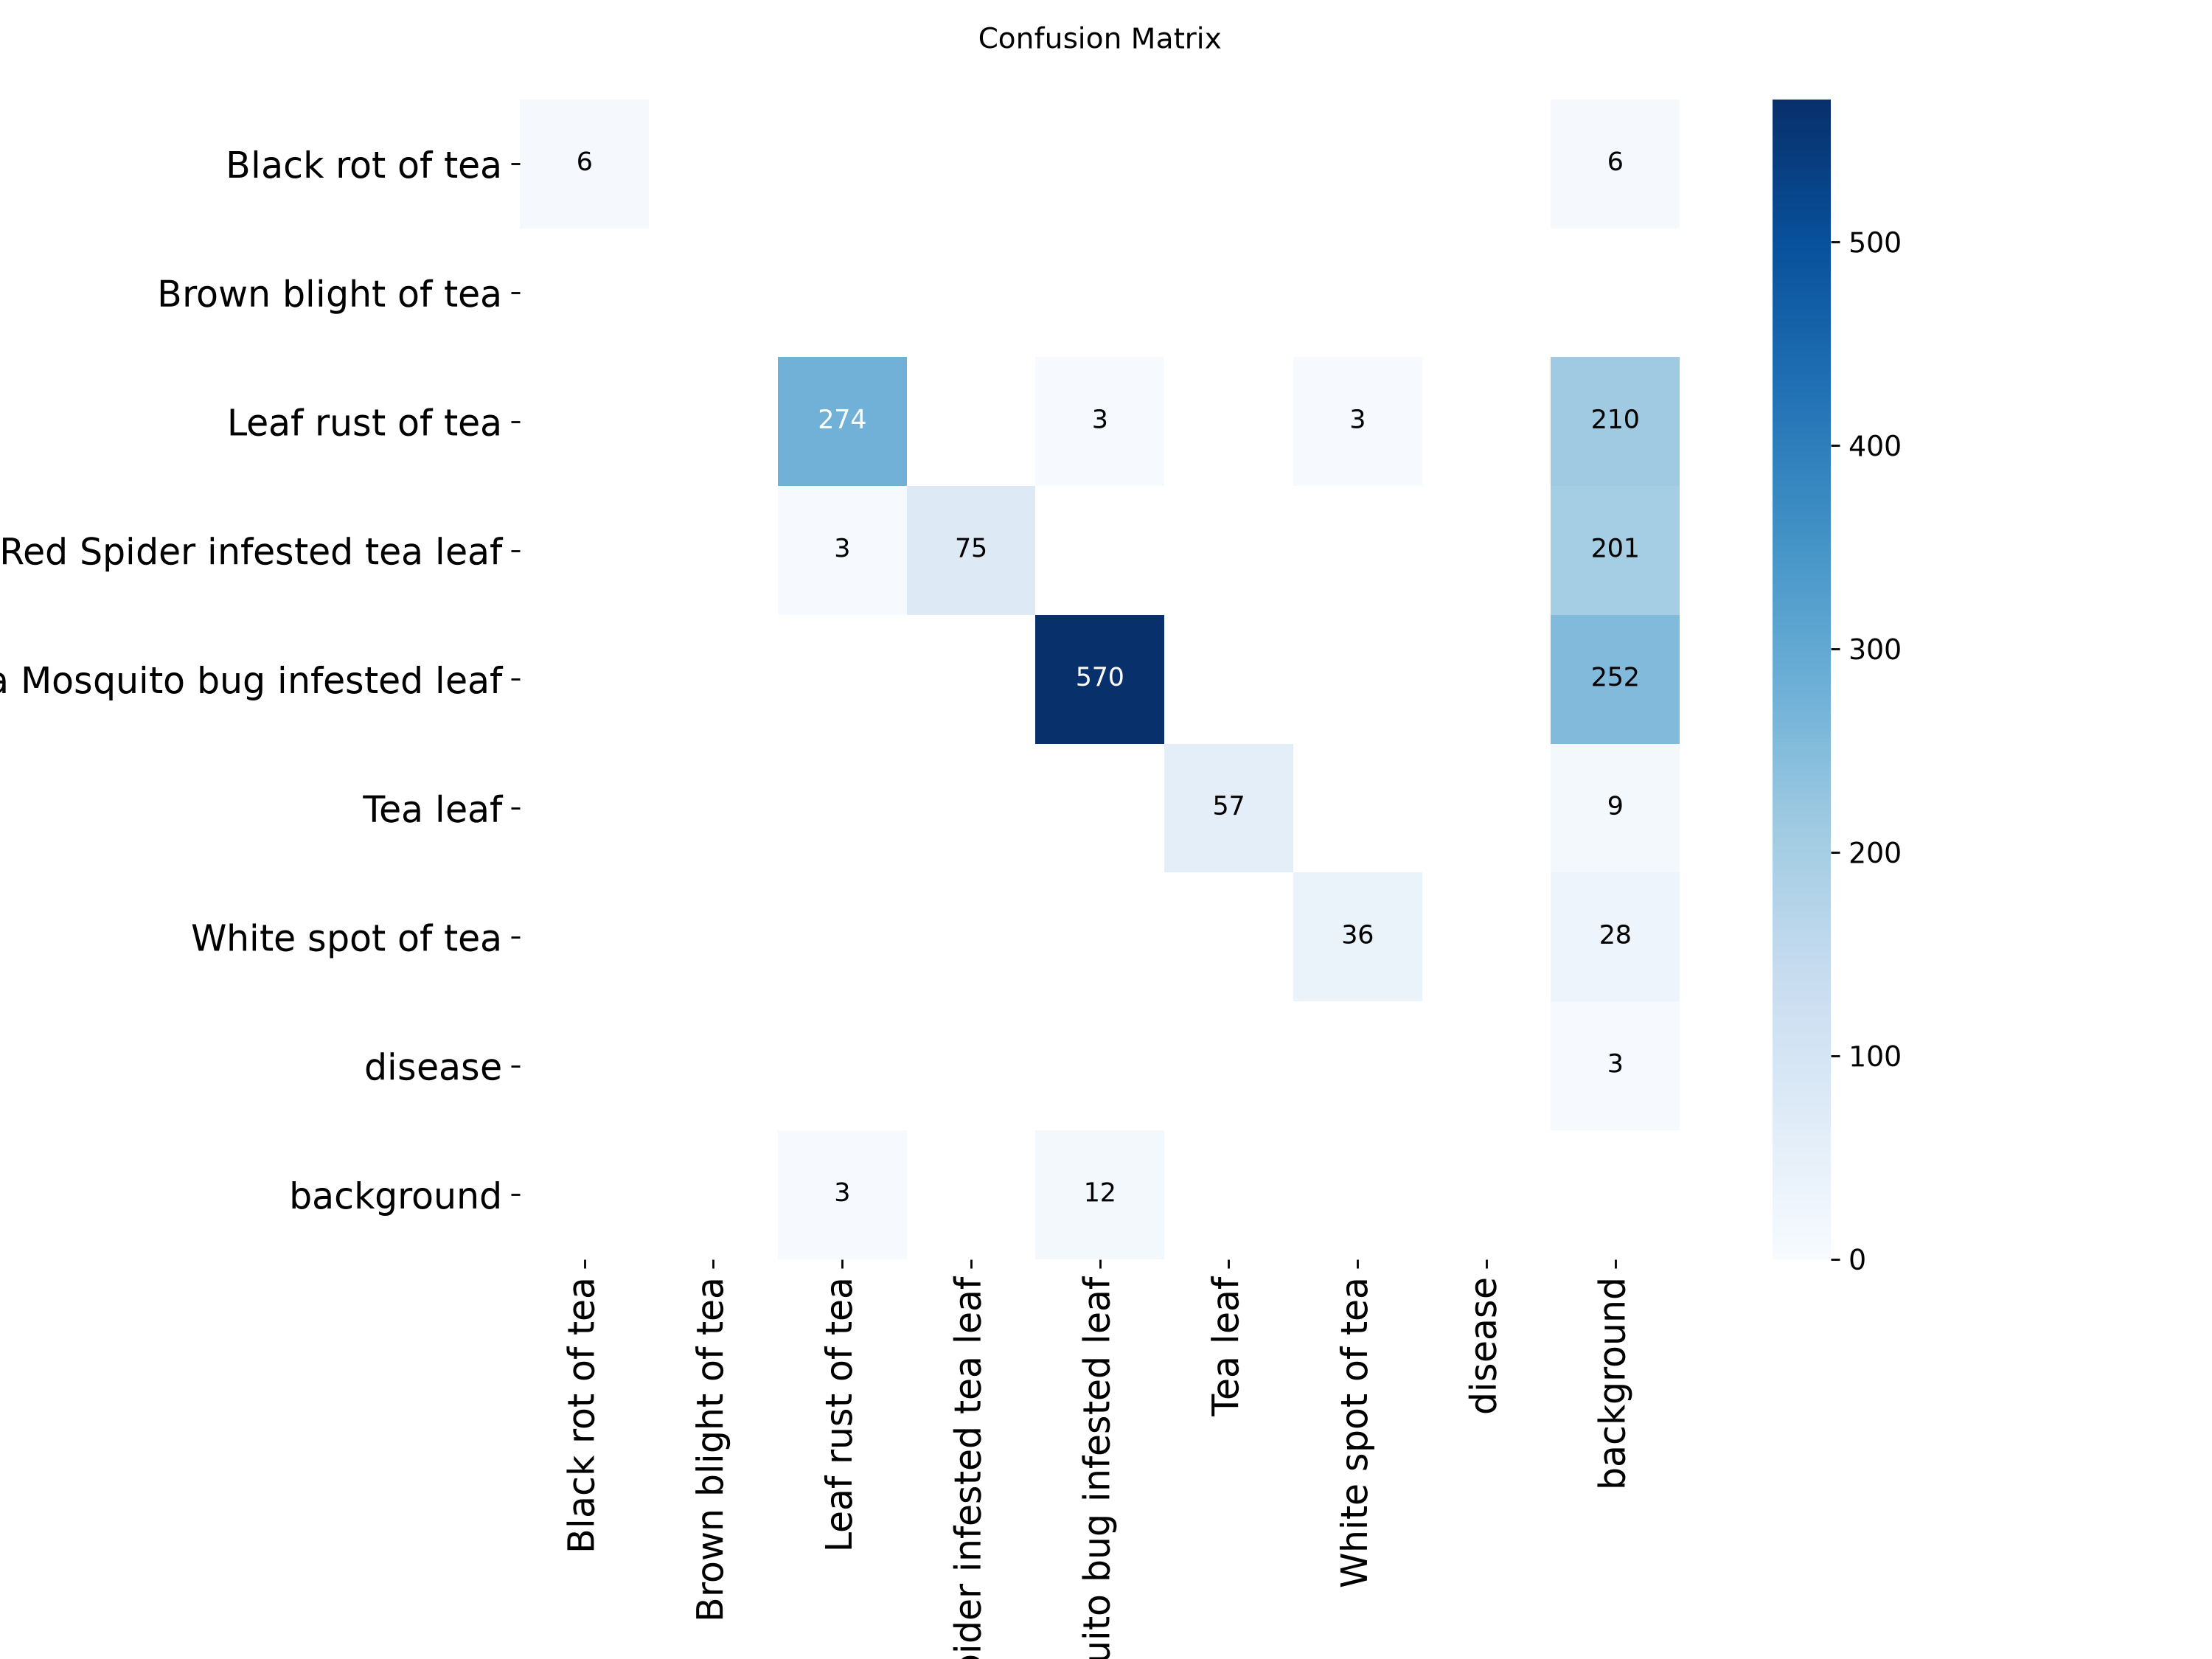 Confusion Matrix
Black rot of tea
6
6
Brown blight of tea
Leaf rust of tea
274
3
3
210
Red Spider infested tea leaf
3
75
201
a Mosquito bug infested leaf
570
252
Tea leaf
57
9
White spot of tea
36
28
disease
3
background
3
12
500
400
300
200
100
0
Black rot of tea
Brown blight of tea
Leaf rust of tea
pider infested tea leaf
uito bug infested leaf
Tea leaf
White spot of tea
disease
background